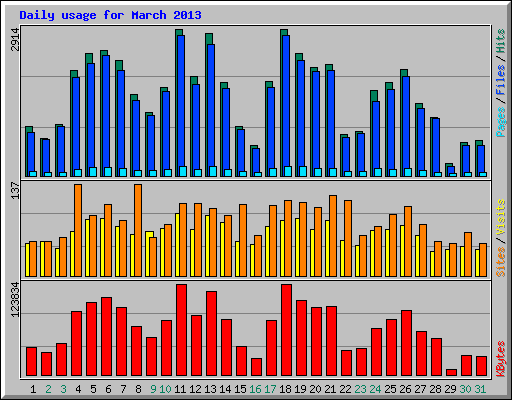 Daily usage for March 2013
2914
Pages / Files / Hits
137
Sites / Visits
123834
KBytes
1 2 3 4 5 6 7 8 9 10 11 12 13 14 15 16 17 18 19 20 21 22 23 24 25 26 27 28 29 30 31